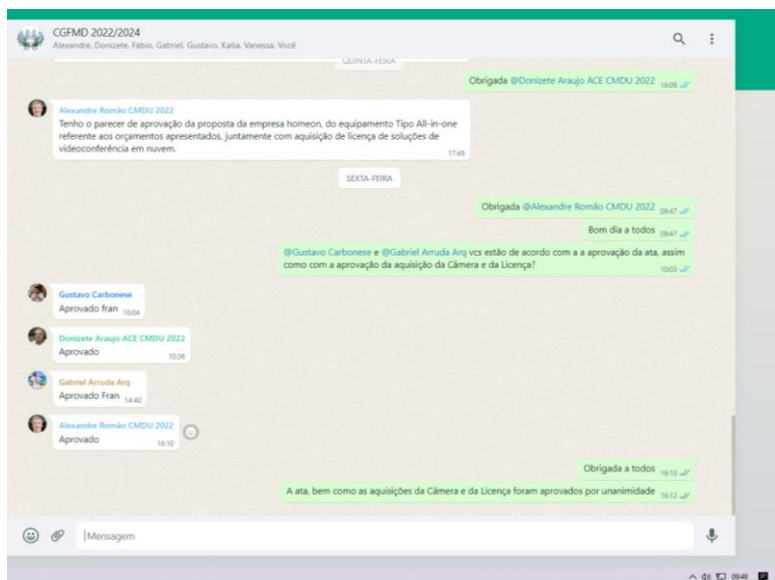 CGFMD 2022/2024
Alexandre, Donizete, Fabio, Gabriel, Gustavo, Katia, Vanessa, Você
QUINTA-FEIRA
Obrigada @Donizete Araujo ACE CMDU 2022 16:09
Alexandre Romão CMDU 2022
Tenho o parecer de aprovação da proposta da empresa homeon, do equipamento Tipo All-in-one
referente aos orçamentos apresentados, juntamente com aquisição de licença de soluções de
videoconferência em nuvem.
17:49
SEXTA-FEIRA
Obrigada @Alexandre Romão CMDU 2022 09:47
Bom dia a todos 09:47
@Gustavo Carbonese e @Gabriel Arruda Arq vcs estão de acordo com a a aprovação da ata, assim
como com a aprovação da aquisição da Câmera e da Licença? 10:03
Gustavo Carbonese
Aprovado fran 10:04
Donizete Araujo ACE CMDU 2022
Aprovado 10:36
Gabriel Arruda Arq
Aprovado Fran 14:40
Alexandre Romão CMDU 2022
Aprovado 16:10
Obrigada a todos 16:10
A ata, bem como as aquisições da Câmera e da Licença foram aprovados por unanimidade 16:12
Mensagem
09:49